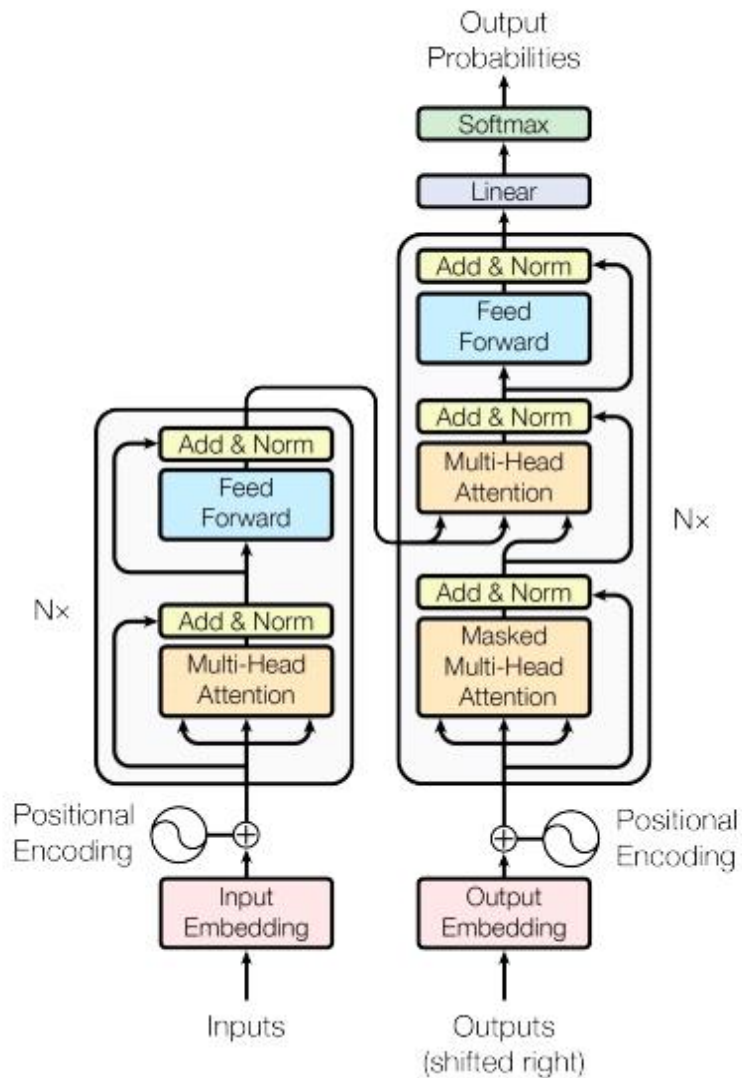 Output
Probabilities
Softmax
Linear
Add & Norm
Feed
Forward
Add & Norm
Multi-Head
Attention
Add & Norm
Masked
Multi-Head
Attention
N×
Add & Norm
Feed
Forward
Add & Norm
Multi-Head
Attention
N×
Positional
Encoding
Positional
Encoding
Input
Embedding
Output
Embedding
Inputs
Outputs
(shifted right)